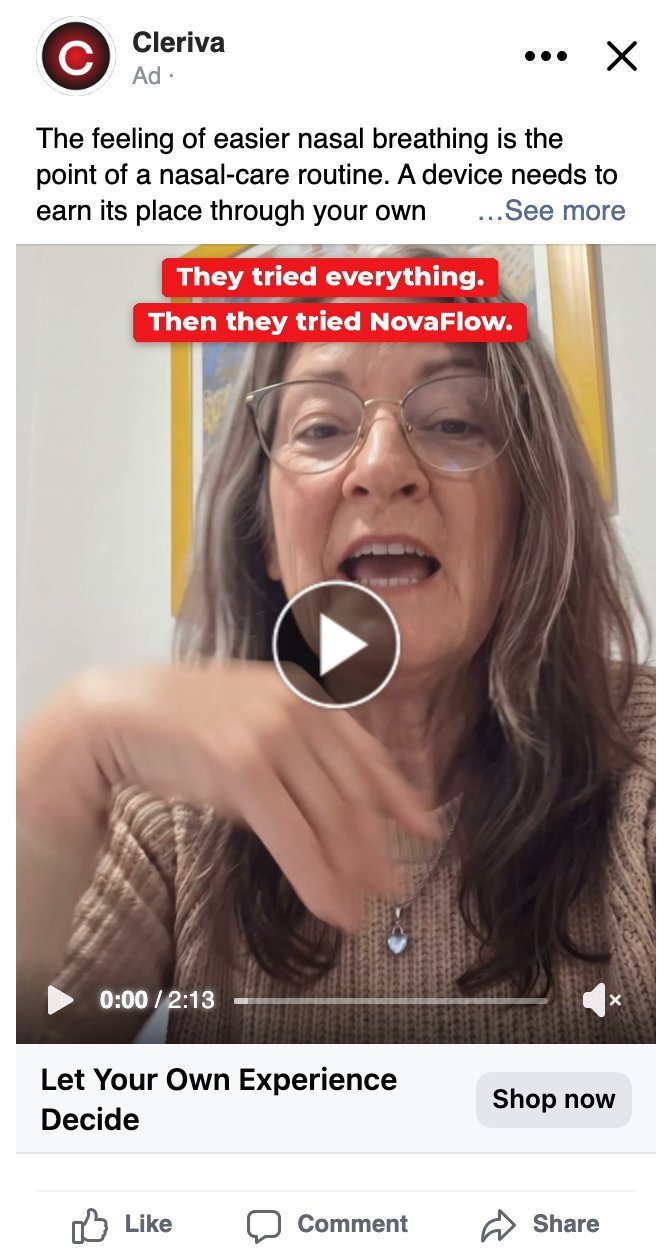 Cleriva
Ad ·
The feeling of easier nasal breathing is the
point of a nasal-care routine. A device needs to
earn its place through your own ...See more
They tried everything.
Then they tried NovaFlow.
0:00 / 2:13
Let Your Own Experience
Decide
Shop now
Like Comment Share